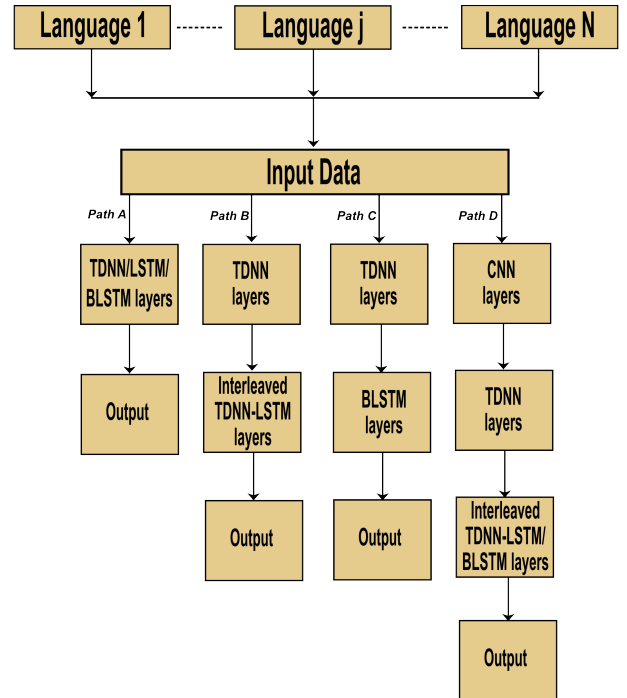 Language 1
Language j
Language N
Input Data
Path A
Path B
Path C
Path D
TDNN/LSTM/
BLSTM layers
TDNN
layers
TDNN
layers
CNN
layers
Output
Interleaved
TDNN-LSTM
layers
BLSTM
layers
TDNN
layers
Output
Output
Interleaved
TDNN-LSTM/
BLSTM layers
Output